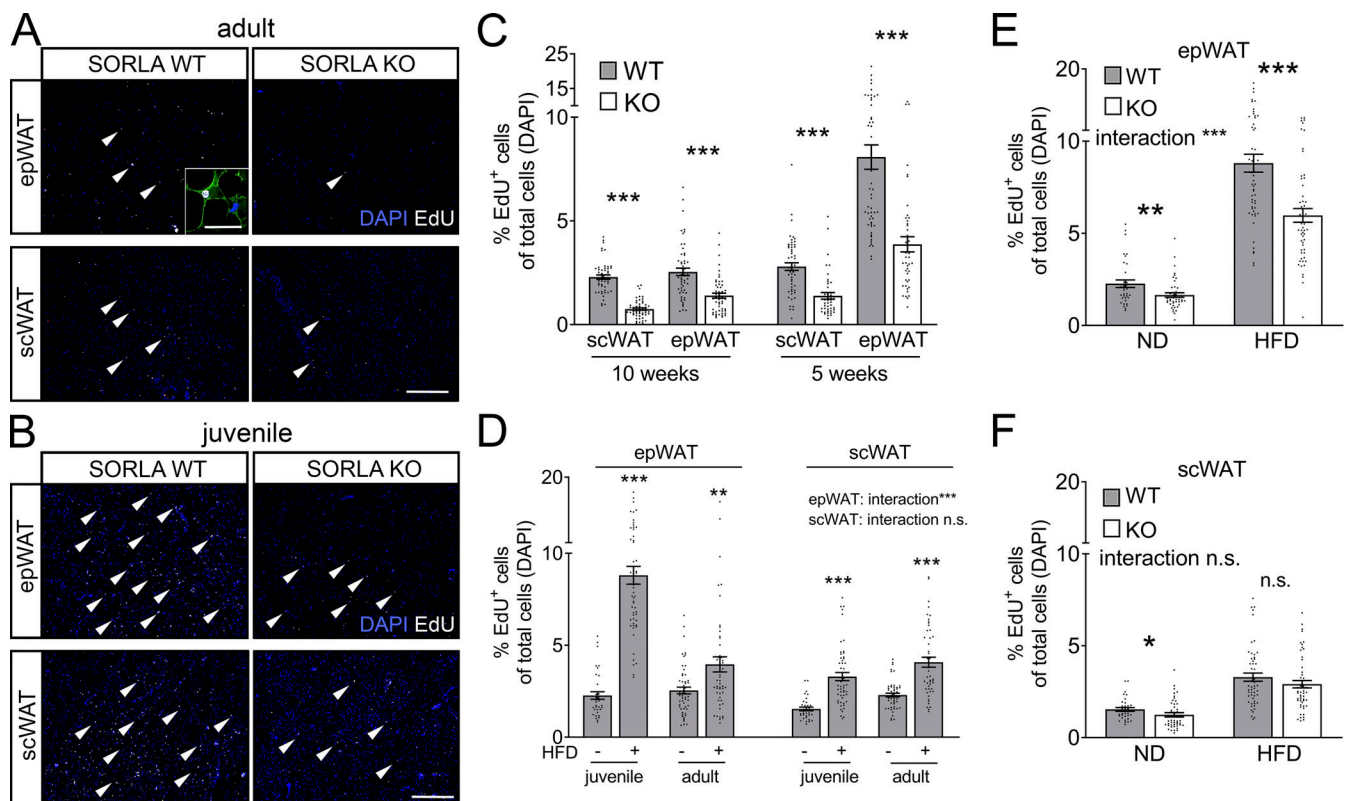 A
adult
SORLA WT
SORLA KO
epWAT
DAPI EdU
scWAT
B
juvenile
SORLA WT
SORLA KO
epWAT
DAPI EdU
scWAT
C
% EdU+ cells
of total cells (DAPI)
25
15
10
5
0
WT
KO
***
***
***
***
scWAT epWAT scWAT epWAT
10 weeks 5 weeks
D
% EdU+ cells
of total cells (DAPI)
20
10
5
0
epWAT scWAT
epWAT: interaction***
scWAT: interaction n.s.
***
**
***
***
HFD - + - + - + - +
juvenile adult juvenile adult
E
epWAT
% EdU+ cells
of total cells (DAPI)
20
10
5
0
WT
KO
interaction ***
**
***
ND HFD
F
scWAT
% EdU+ cells
of total cells (DAPI)
20
10
5
0
WT
KO
interaction n.s.
*
n.s.
ND HFD